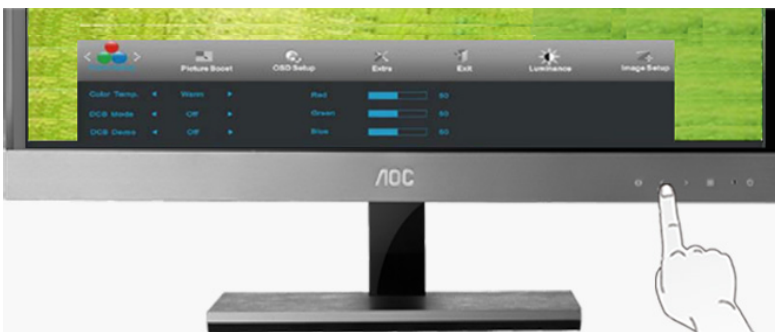 Picture Boost OSD Setup Extra Exit Luminance Image Setup
Color Temp. Warm Red 50
DCB Mode Off Green 50
DCB Demo Off Blue 50
AOC